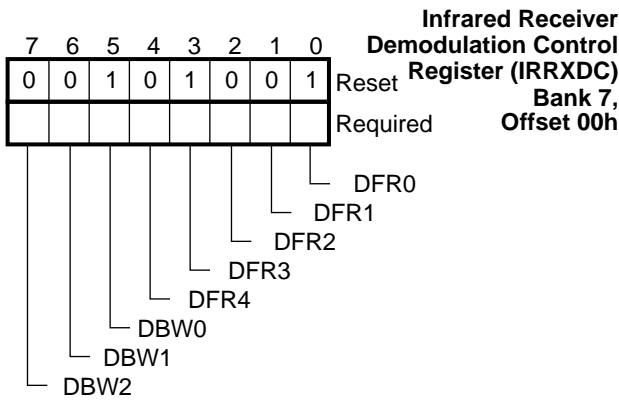 Infrared Receiver
Demodulation Control
Register (IRRXDC)
Bank 7,
Offset 00h
7 6 5 4 3 2 1 0
0 0 1 0 1 0 0 1 Reset
Required
DFR0
DFR1
DFR2
DFR3
DFR4
DBW0
DBW1
DBW2